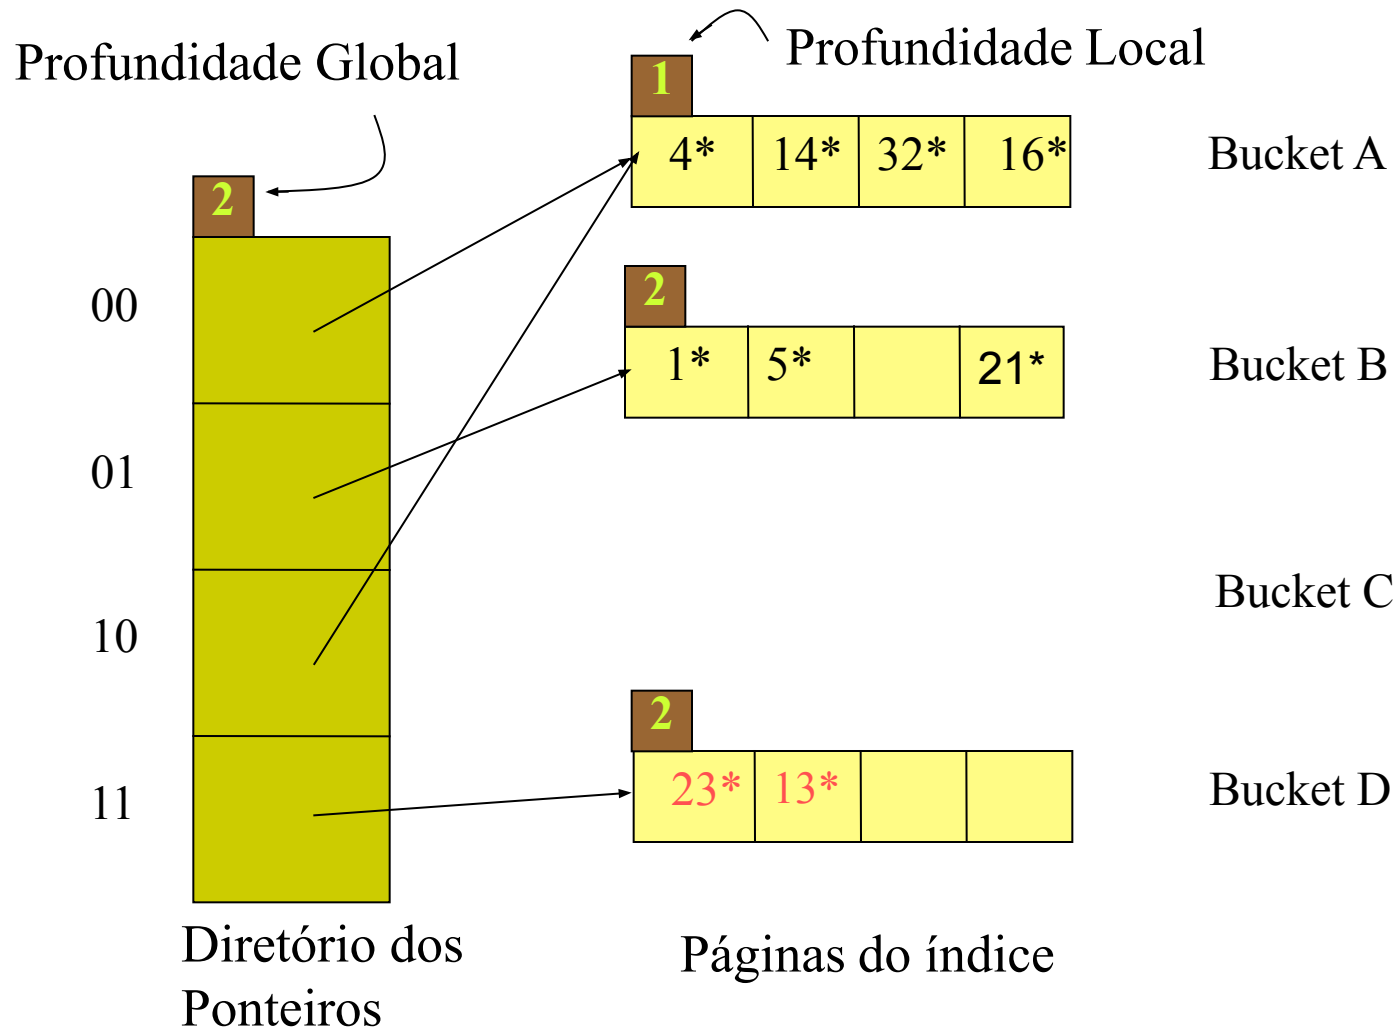 Profundidade Global
Profundidade Local
1
4* 14* 32* 16*
Bucket A
2
2
1* 5* 21*
Bucket B
00
01
10
11
Bucket C
2
23* 13*
Bucket D
Diretório dos
Ponteiros
Páginas do índice